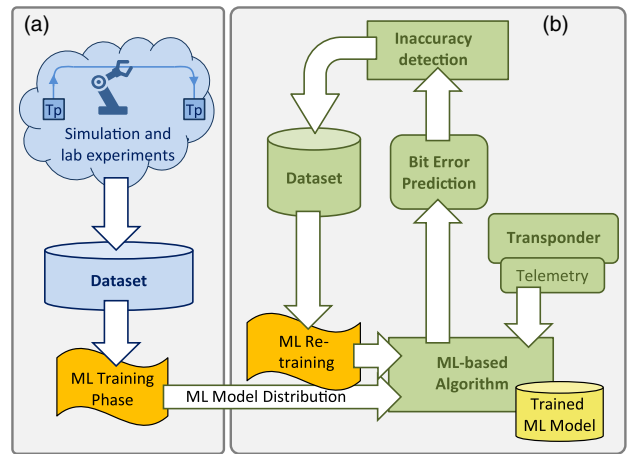 (a)
Tp
Tp
Simulation and
lab experiments
Dataset
ML Training
Phase
ML Model Distribution
(b)
Inaccuracy
detection
Dataset
Bit Error
Prediction
Transponder
Telemetry
ML Re-
training
ML-based
Algorithm
Trained
ML Model